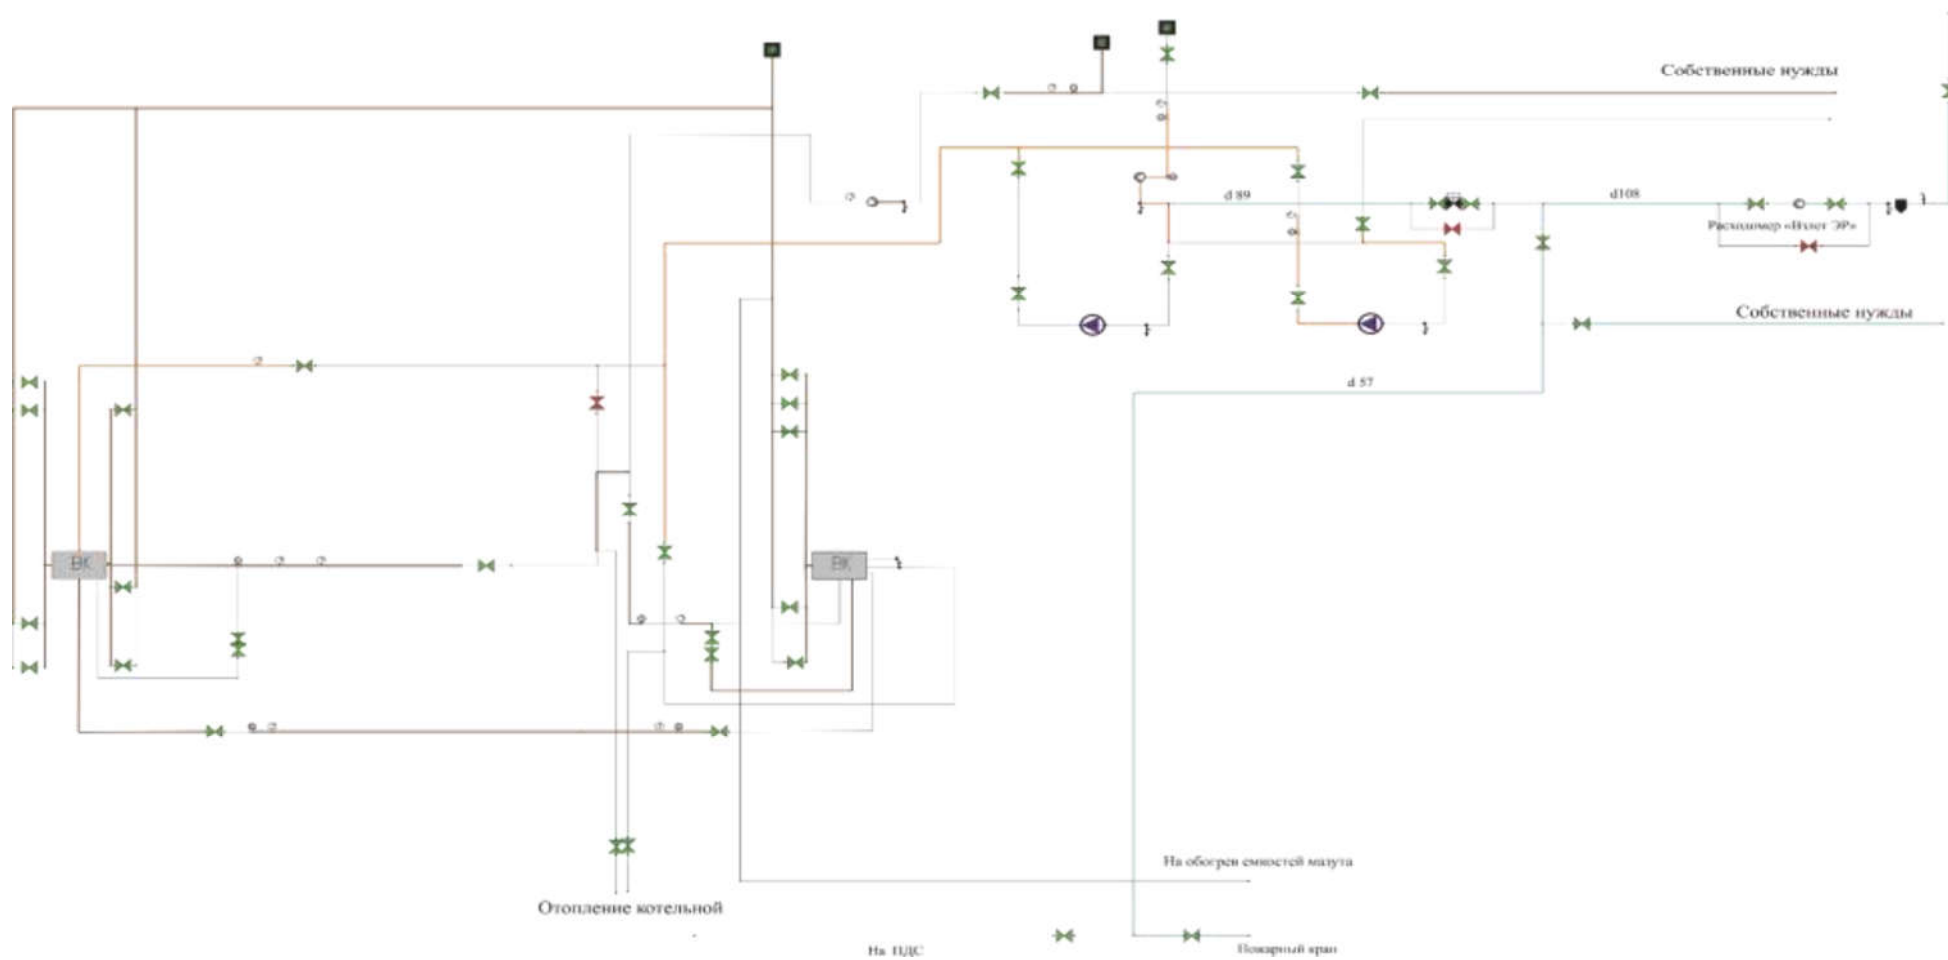 Собственные нужды
d 89
d108
Расходомер «Взлет ЭР»
Собственные нужды
d 57
ВК
ВК
На обогрев емкостей мазута
Отопление котельной
На ПДС
Пожарный кран